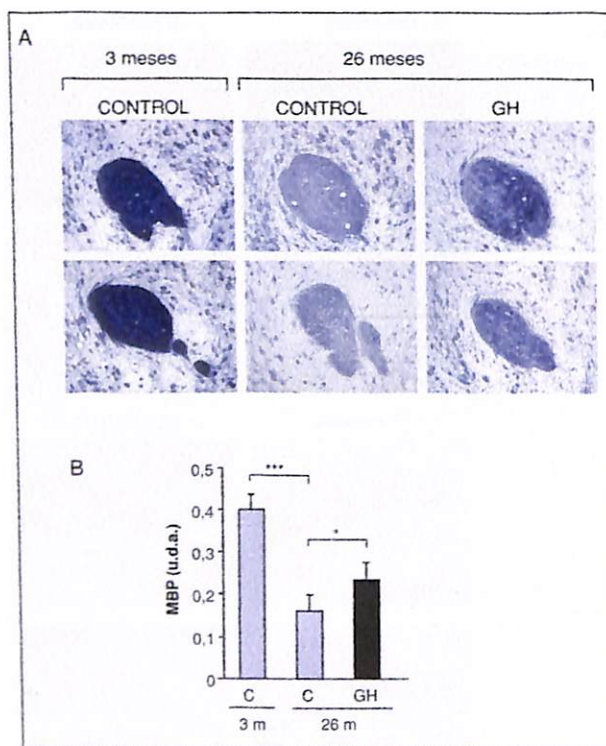 A
3 meses 26 meses
CONTROL CONTROL GH
B
0,5
***
0,4
0,3
*
0,2
0,1
0
MBP (u.d.a.)
C C GH
3 m 26 m